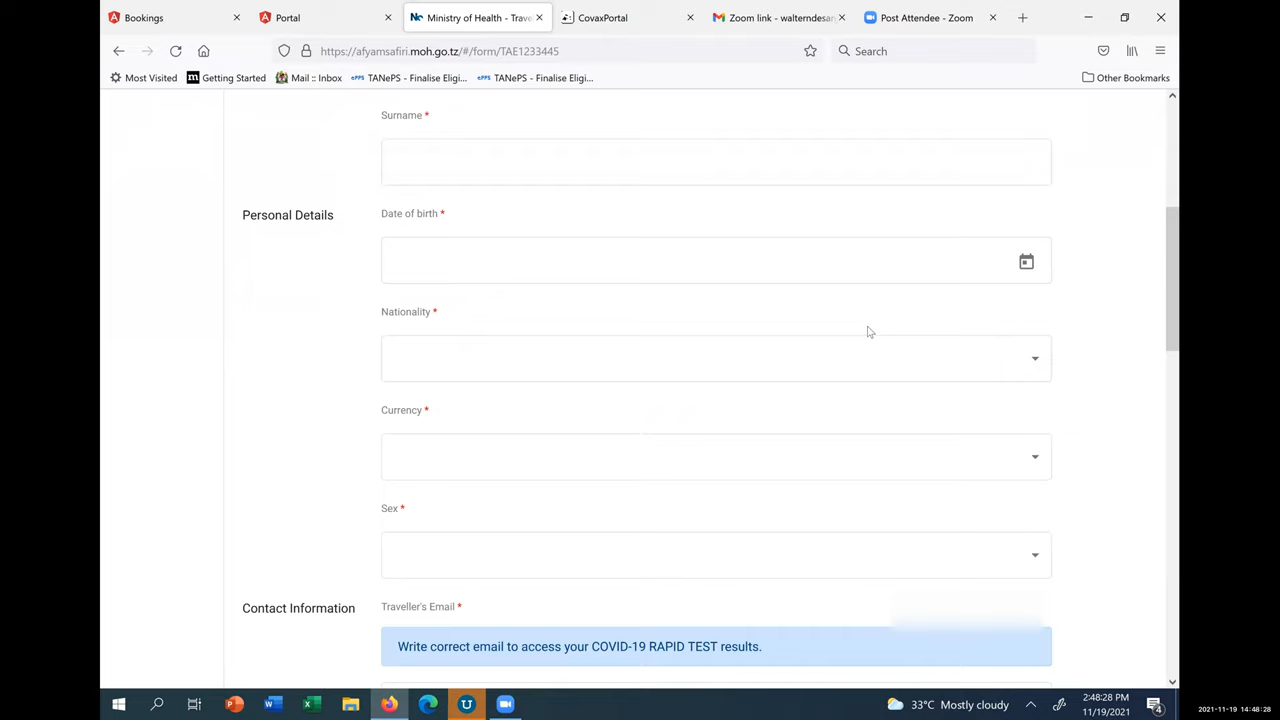 Bookings
Portal
Ministry of Health - Trave
CovaxPortal
Zoom link - walterndesar
Post Attendee - Zoom
https://afyamsafiri.moh.go.tz/#/form/TAE1233445
Search
Most Visited
Getting Started
Mail :: Inbox
TANePS - Finalise Eligi...
TANePS - Finalise Eligi...
Other Bookmarks
Surname *
Personal Details
Date of birth *
Nationality *
Currency *
Sex *
Contact Information
Traveller's Email *
Write correct email to access your COVID-19 RAPID TEST results.
33°C Mostly cloudy
2:48:28 PM
11/19/2021
4
2021-11-19 14:48:28